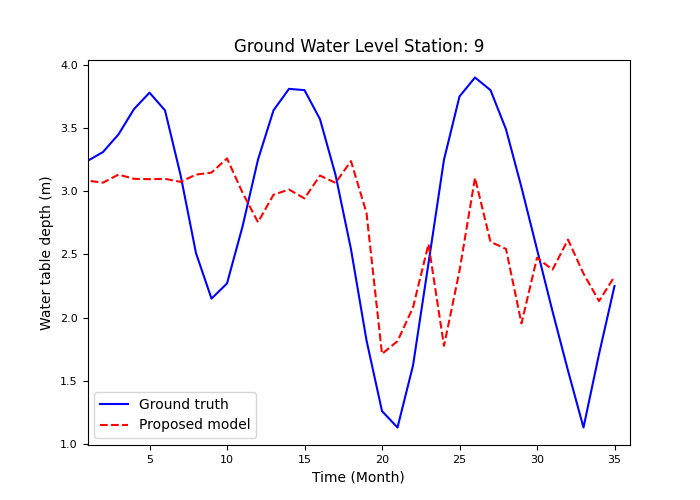 Ground Water Level Station: 9
Water table depth (m)
4.0
3.5
3.0
2.5
2.0
1.5
1.0
Ground truth
Proposed model
5 10 15 20 25 30 35
Time (Month)